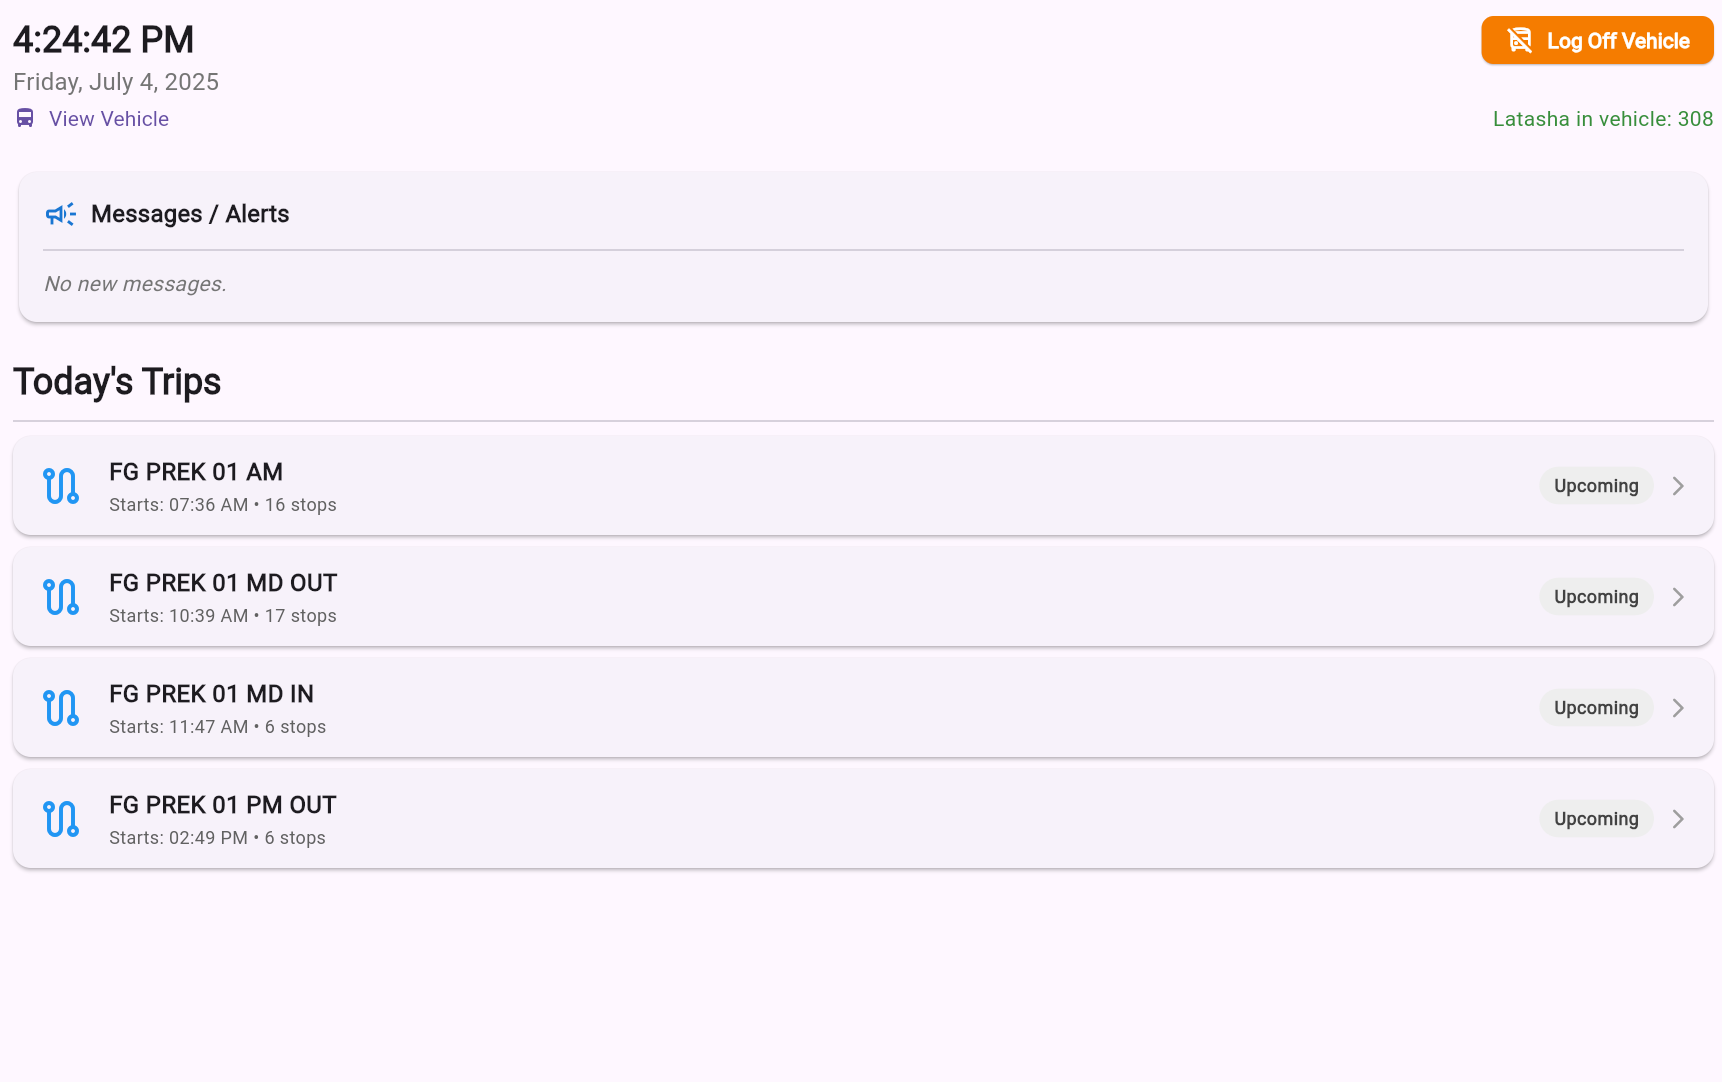 4:24:42 PM
Log Off Vehicle
Friday, July 4, 2025
View Vehicle
Latasha in vehicle: 308
Messages / Alerts
No new messages.
Today's Trips
FG PREK 01 AM
Starts: 07:36 AM • 16 stops
Upcoming
FG PREK 01 MD OUT
Starts: 10:39 AM • 17 stops
Upcoming
FG PREK 01 MD IN
Starts: 11:47 AM • 6 stops
Upcoming
FG PREK 01 PM OUT
Starts: 02:49 PM • 6 stops
Upcoming